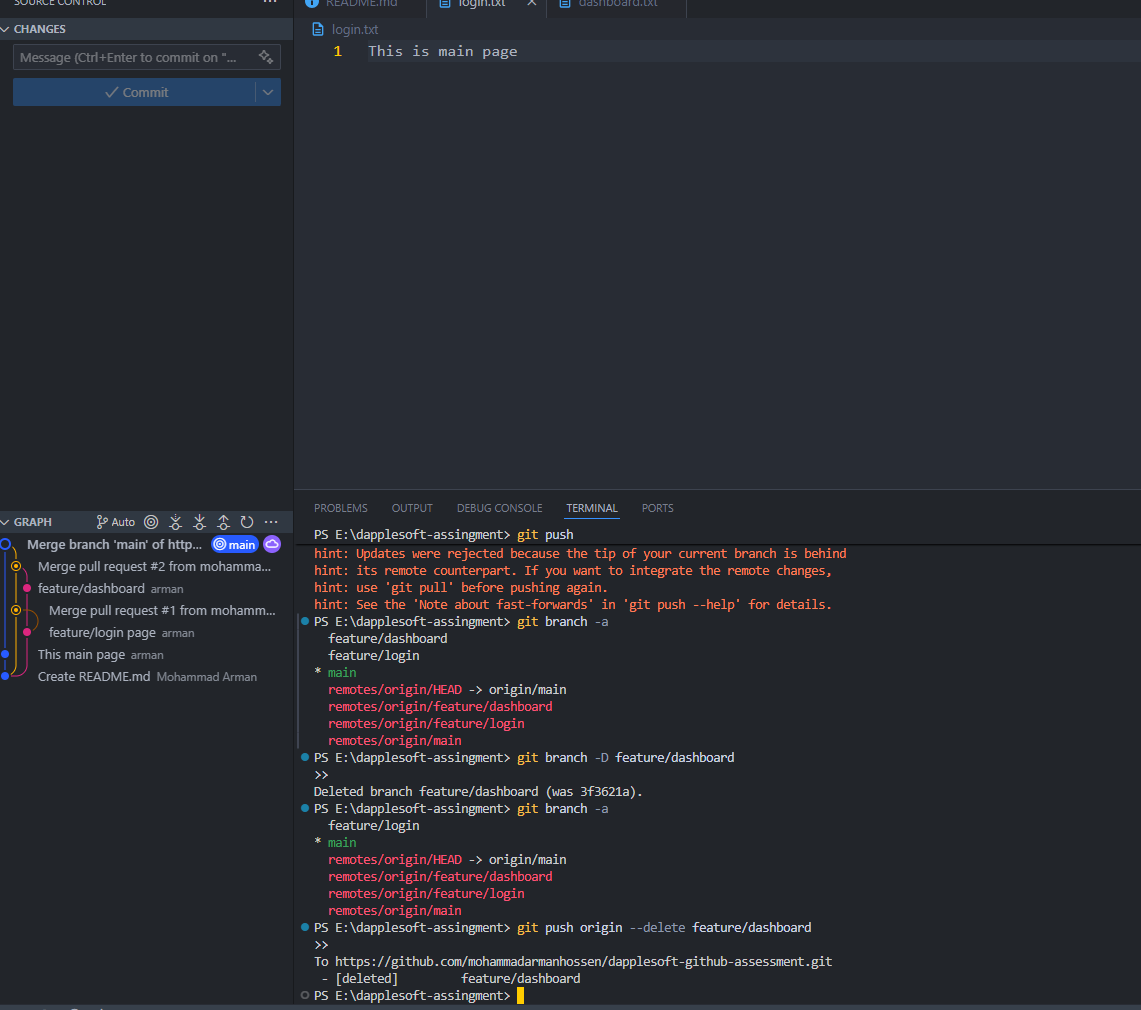 SOURCE CONTROL
CHANGES
Message (Ctrl+Enter to commit on "...
Commit
GRAPH
Auto
Merge branch 'main' of http... main
Merge pull request #2 from mohamma...
feature/dashboard arman
Merge pull request #1 from mohamm...
feature/login page arman
This main page arman
Create README.md Mohammad Arman
README.md login.txt dashboard.txt
login.txt
1 This is main page
PROBLEMS OUTPUT DEBUG CONSOLE TERMINAL PORTS
PS E:\dapplesoft-assingment> git push
hint: Updates were rejected because the tip of your current branch is behind
hint: its remote counterpart. If you want to integrate the remote changes,
hint: use 'git pull' before pushing again.
hint: See the 'Note about fast-forwards' in 'git push --help' for details.
PS E:\dapplesoft-assingment> git branch -a
feature/dashboard
feature/login
* main
remotes/origin/HEAD -> origin/main
remotes/origin/feature/dashboard
remotes/origin/feature/login
remotes/origin/main
PS E:\dapplesoft-assingment> git branch -D feature/dashboard
>>
Deleted branch feature/dashboard (was 3f3621a).
PS E:\dapplesoft-assingment> git branch -a
feature/login
* main
remotes/origin/HEAD -> origin/main
remotes/origin/feature/dashboard
remotes/origin/feature/login
remotes/origin/main
PS E:\dapplesoft-assingment> git push origin --delete feature/dashboard
>>
To https://github.com/mohammadarmanhossen/dapplesoft-github-assessment.git
- [deleted] feature/dashboard
PS E:\dapplesoft-assingment>